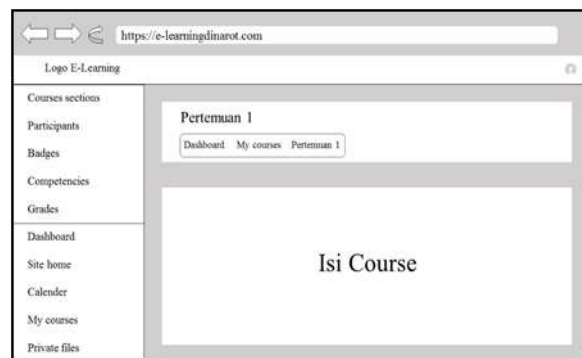 https://e-learningdinarot.com
Logo E-Learning
Courses sections
Participants
Badges
Competencies
Grades
Dashboard
Site home
Calender
My courses
Private files
Pertemuan 1
Dashboard My courses Pertemuan 1
Isi Course